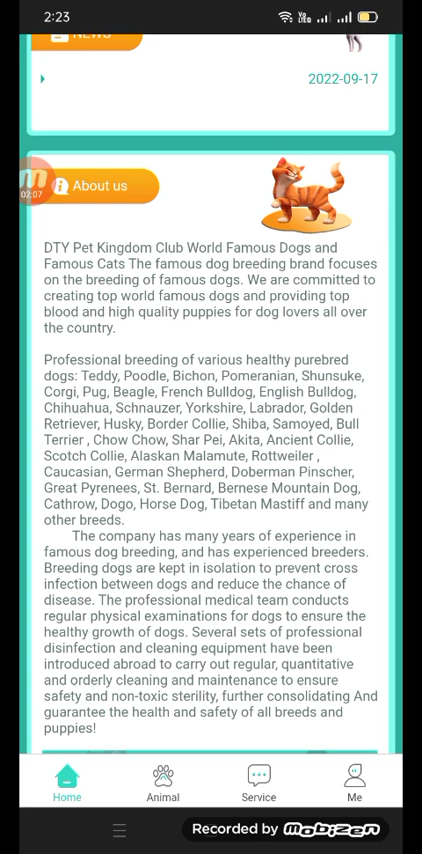 2:23
Vo
LTE
NEWS
2022-09-17
02:07
About us
DTY Pet Kingdom Club World Famous Dogs and
Famous Cats The famous dog breeding brand focuses
on the breeding of famous dogs. We are committed to
creating top world famous dogs and providing top
blood and high quality puppies for dog lovers all over
the country.
Professional breeding of various healthy purebred
dogs: Teddy, Poodle, Bichon, Pomeranian, Shunsuke,
Corgi, Pug, Beagle, French Bulldog, English Bulldog,
Chihuahua, Schnauzer, Yorkshire, Labrador, Golden
Retriever, Husky, Border Collie, Shiba, Samoyed, Bull
Terrier , Chow Chow, Shar Pei, Akita, Ancient Collie,
Scotch Collie, Alaskan Malamute, Rottweiler ,
Caucasian, German Shepherd, Doberman Pinscher,
Great Pyrenees, St. Bernard, Bernese Mountain Dog,
Cathrow, Dogo, Horse Dog, Tibetan Mastiff and many
other breeds.
The company has many years of experience in
famous dog breeding, and has experienced breeders.
Breeding dogs are kept in isolation to prevent cross
infection between dogs and reduce the chance of
disease. The professional medical team conducts
regular physical examinations for dogs to ensure the
healthy growth of dogs. Several sets of professional
disinfection and cleaning equipment have been
introduced abroad to carry out regular, quantitative
and orderly cleaning and maintenance to ensure
safety and non-toxic sterility, further consolidating And
guarantee the health and safety of all breeds and
puppies!
Home
Animal
Service
Me
Recorded by mobizen